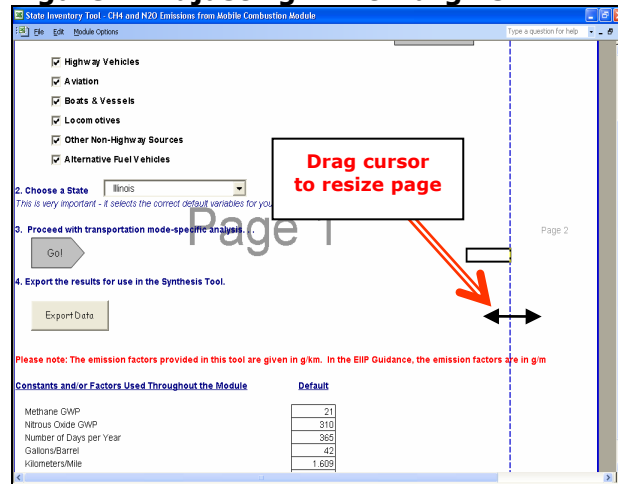 State Inventory Tool - CH4 and N2O Emissions from Mobile Combustion Module
File Edit Module Options
Type a question for help
Highway Vehicles
Aviation
Boats & Vessels
Locomotives
Other Non-Highway Sources
Alternative Fuel Vehicles
Drag cursor
to resize page
2. Choose a State Illinois
This is very important - it selects the correct default variables for you
Page 1
3. Proceed with transportation mode-specific analysis. . .
Page 2
Go!
4. Export the results for use in the Synthesis Tool.
Export Data
Please note: The emission factors provided in this tool are given in g/km. In the EIIP Guidance, the emission factors are in g/m
Constants and/or Factors Used Throughout the Module Default
Methane GWP 21
Nitrous Oxide GWP 310
Number of Days per Year 365
Gallons/Barrel 42
Kilometers/Mile 1.609